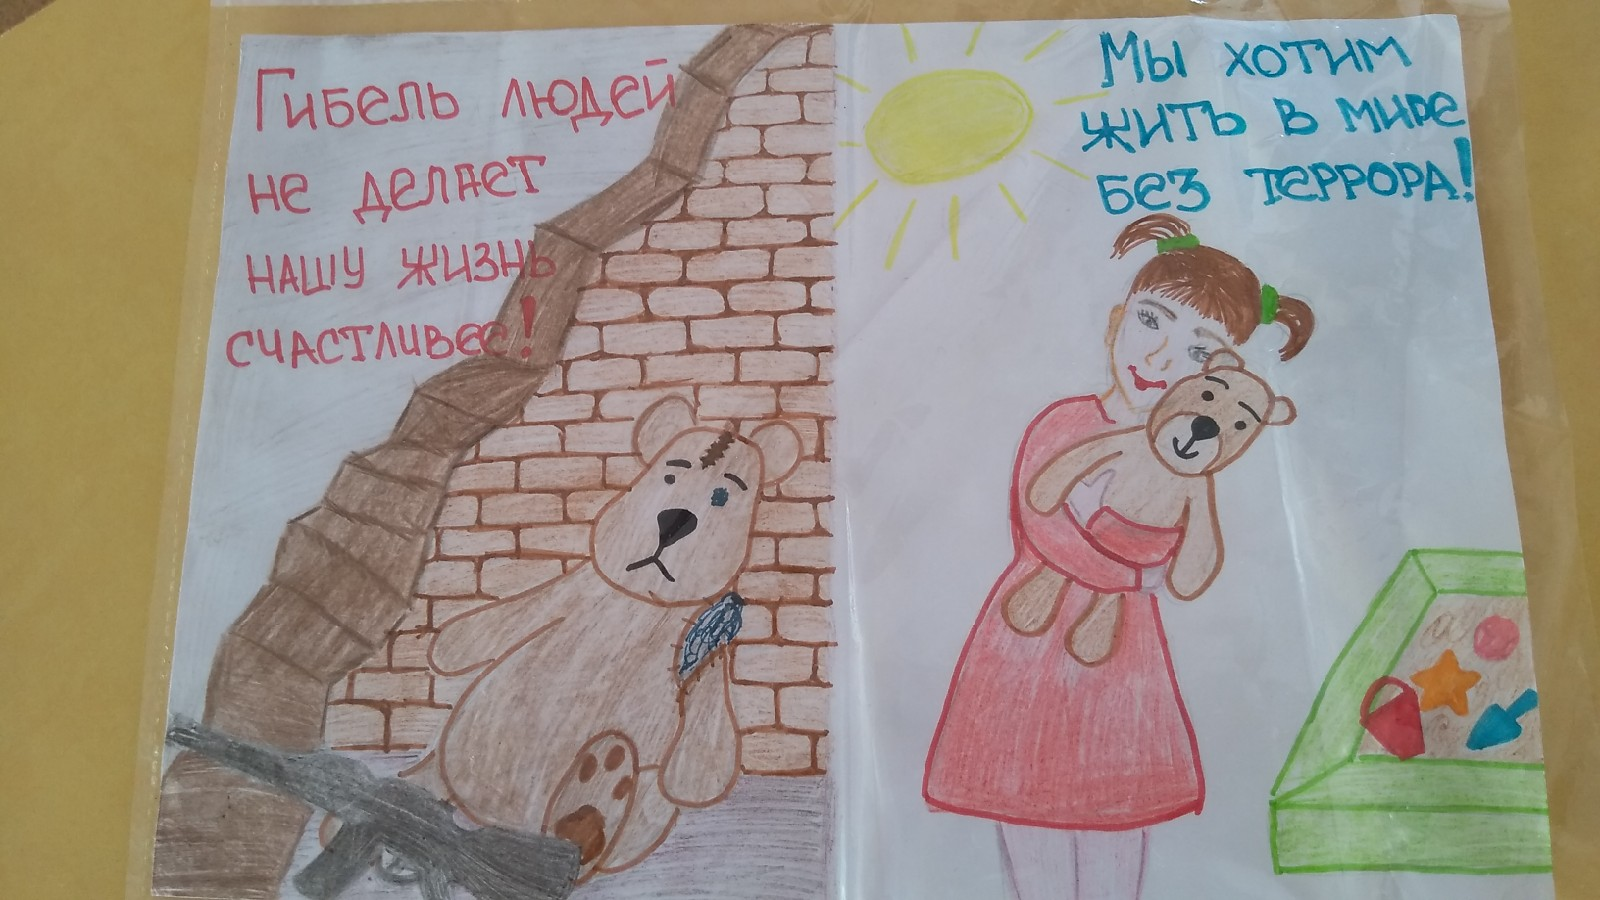 Гибель людей
не делает
нашу жизнь
счастливее!
Мы хотим
жить в мире
без террора!